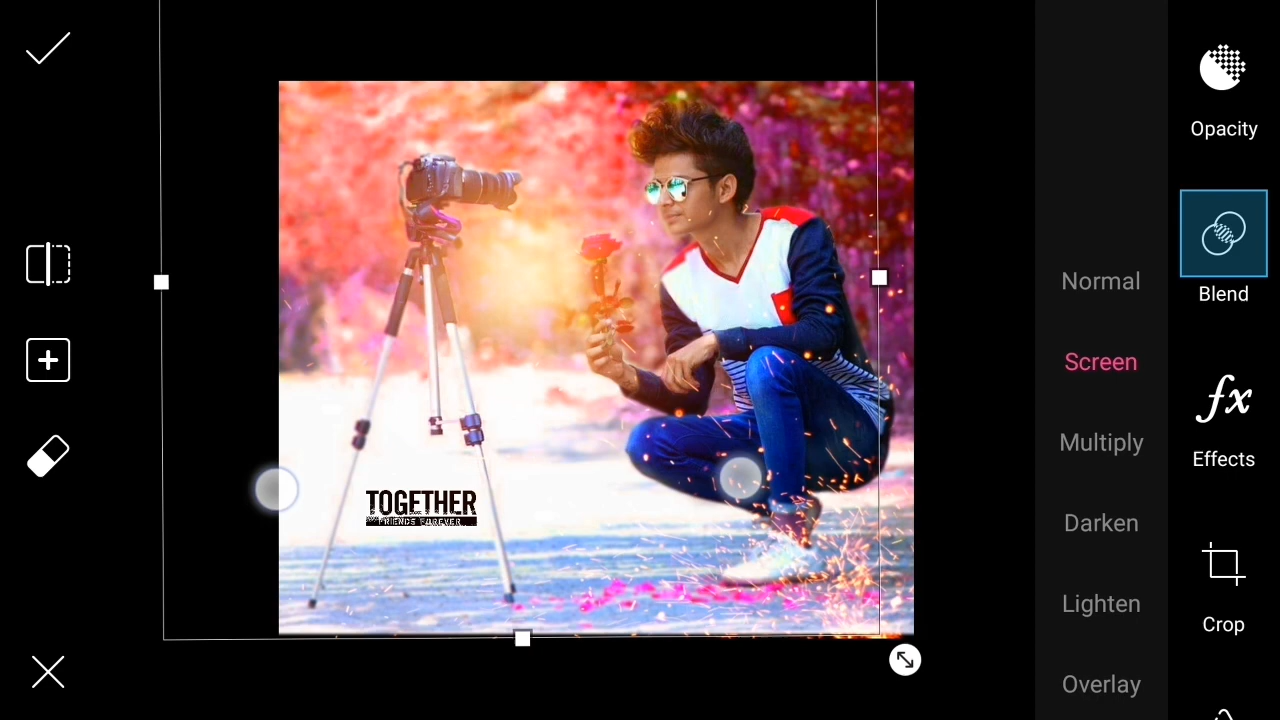 Opacity
Blend
Effects
Crop
Normal
Screen
Multiply
Darken
Lighten
Overlay
TOGETHER
FRIENDS FOREVER